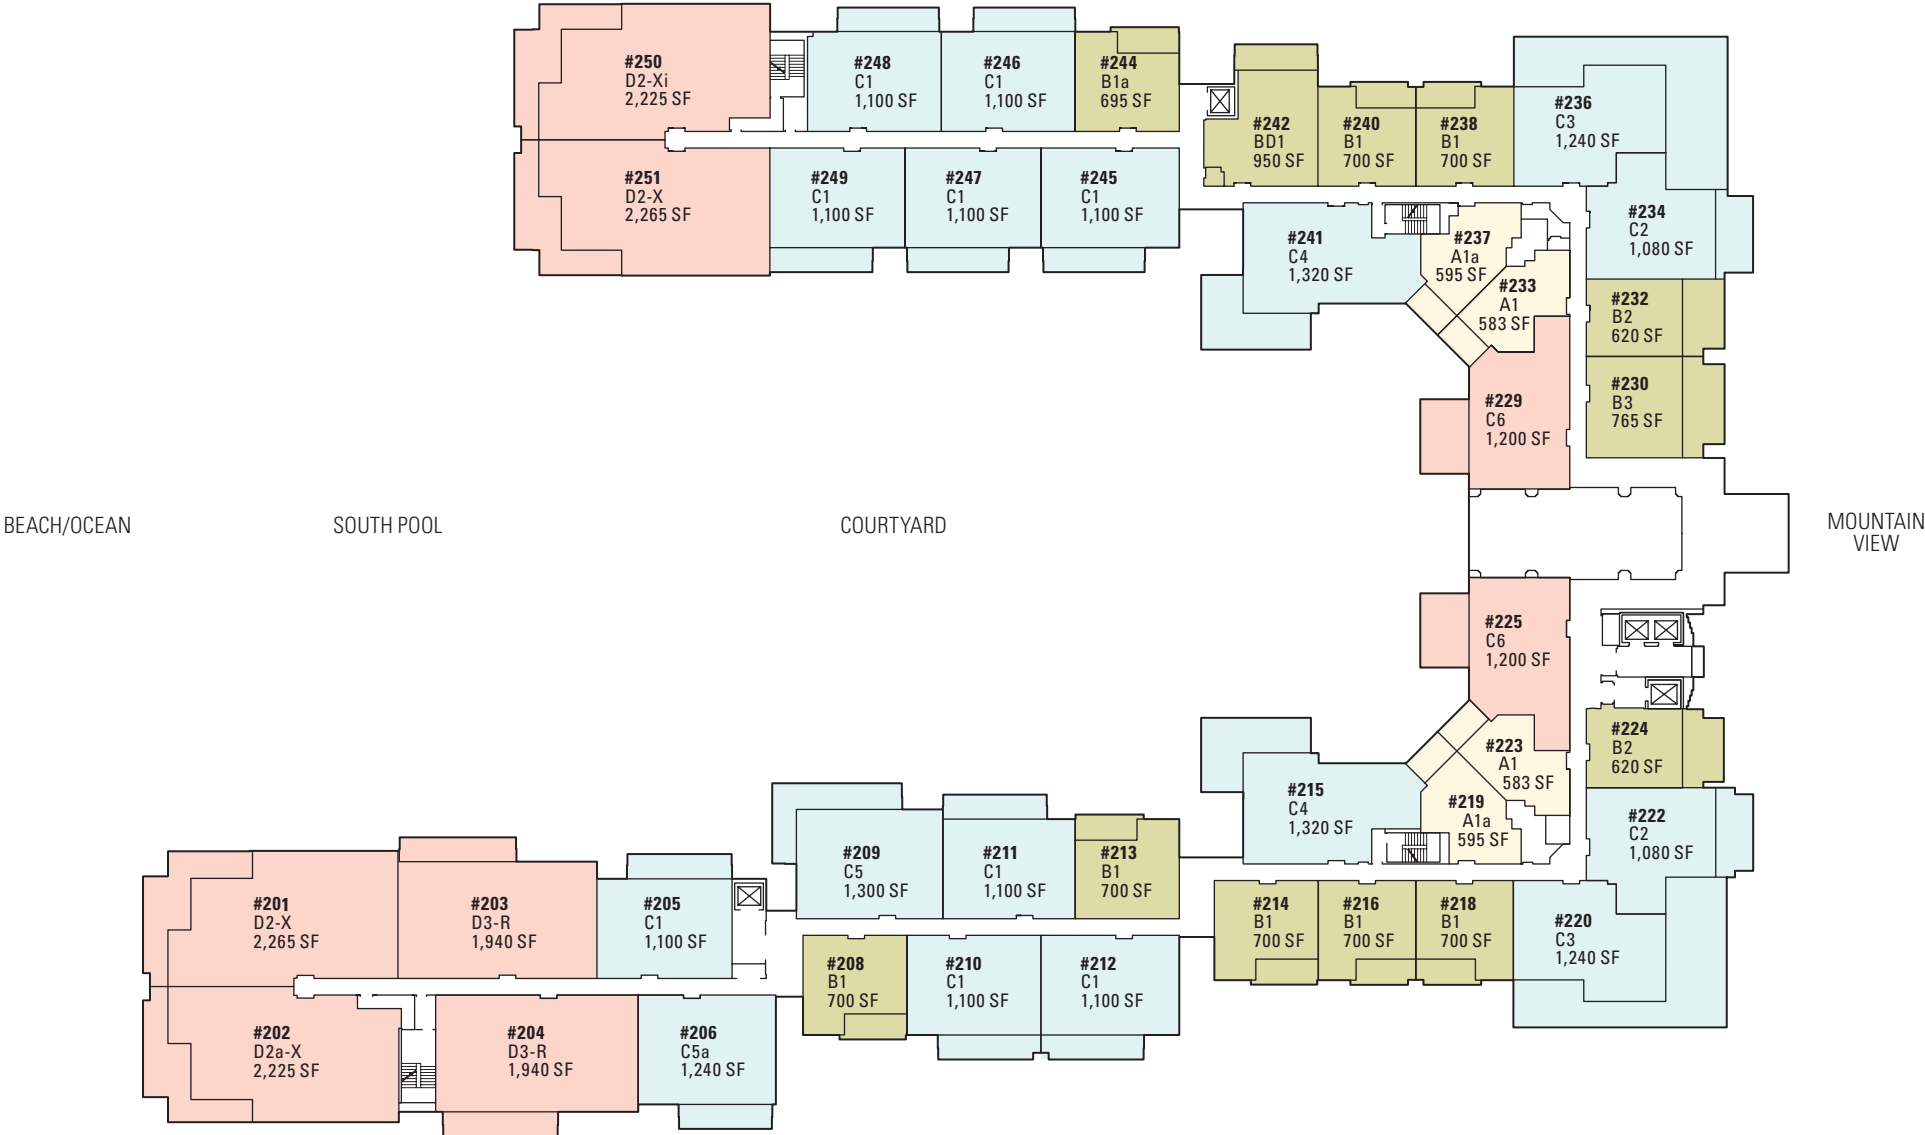 #250
D2-Xi
2,225 SF
#248
C1
1,100 SF
#246
C1
1,100 SF
#244
B1a
695 SF
#242
BD1
950 SF
#240
B1
700 SF
#238
B1
700 SF
#236
C3
1,240 SF
#251
D2-X
2,265 SF
#249
C1
1,100 SF
#247
C1
1,100 SF
#245
C1
1,100 SF
#241
C4
1,320 SF
#237
A1a
595 SF
#234
C2
1,080 SF
#233
A1
583 SF
#232
B2
620 SF
#230
B3
765 SF
#229
C6
1,200 SF
BEACH/OCEAN
SOUTH POOL
COURTYARD
MOUNTAIN
VIEW
#225
C6
1,200 SF
#224
B2
620 SF
#223
A1
583 SF
#215
C4
1,320 SF
#219
A1a
595 SF
#222
C2
1,080 SF
#209
C5
1,300 SF
#211
C1
1,100 SF
#213
B1
700 SF
#201
D2-X
2,265 SF
#203
D3-R
1,940 SF
#205
C1
1,100 SF
#214
B1
700 SF
#216
B1
700 SF
#218
B1
700 SF
#220
C3
1,240 SF
#208
B1
700 SF
#210
C1
1,100 SF
#212
C1
1,100 SF
#202
D2a-X
2,225 SF
#204
D3-R
1,940 SF
#206
C5a
1,240 SF